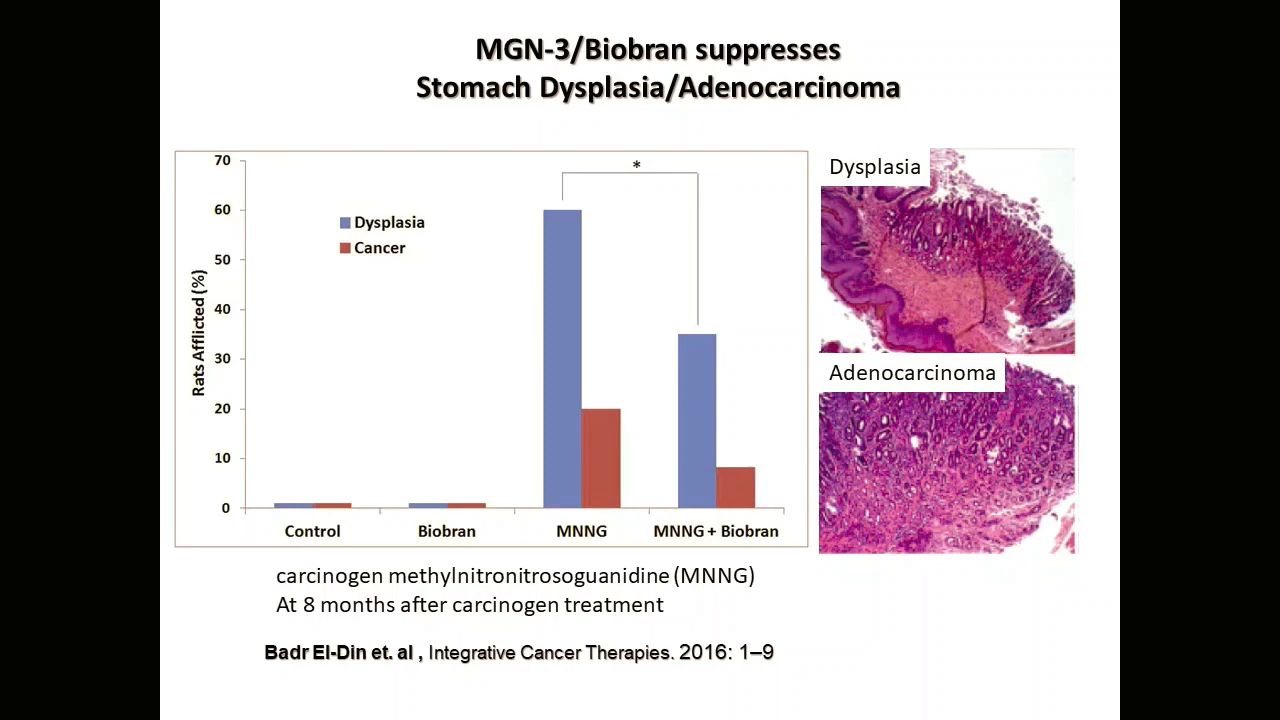 MGN-3/Biobran suppresses
Stomach Dysplasia/Adenocarcinoma
70
60
50
40
30
20
10
0
Rats Afflicted (%)
*
Dysplasia
Cancer
Control
Biobran
MNNG
MNNG + Biobran
Dysplasia
Adenocarcinoma
carcinogen methylnitronitrosoguanidine (MNNG)
At 8 months after carcinogen treatment
Badr El-Din et. al , Integrative Cancer Therapies. 2016: 1–9